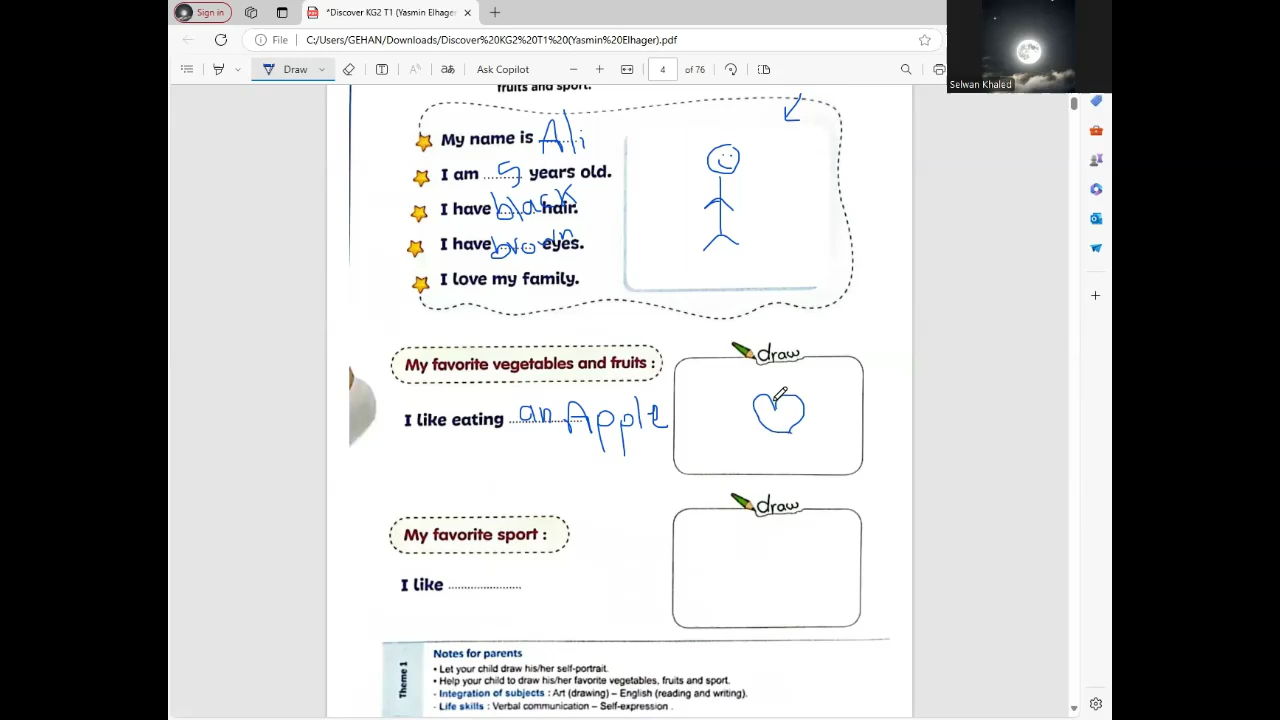 Sign in
*Discover KG2 T1 (Yasmin Elhager
File
C:/Users/GEHAN/Downloads/Discover%20KG2%20T1%20(Yasmin%20Elhager).pdf
Draw
Ask Copilot
4 of 76
Selwan Khaled
fruits and sport.
My name is Ali
I am 5 years old.
I have black hair.
I have brown eyes.
I love my family.
draw
My favorite vegetables and fruits :
I like eating an Apple
draw
My favorite sport :
I like ....................
Theme 1
Notes for parents
• Let your child draw his/her self-portrait.
• Help your child to draw his/her favorite vegetables, fruits and sport.
- Integration of subjects : Art (drawing) – English (reading and writing).
- Life skills : Verbal communication – Self-expression .